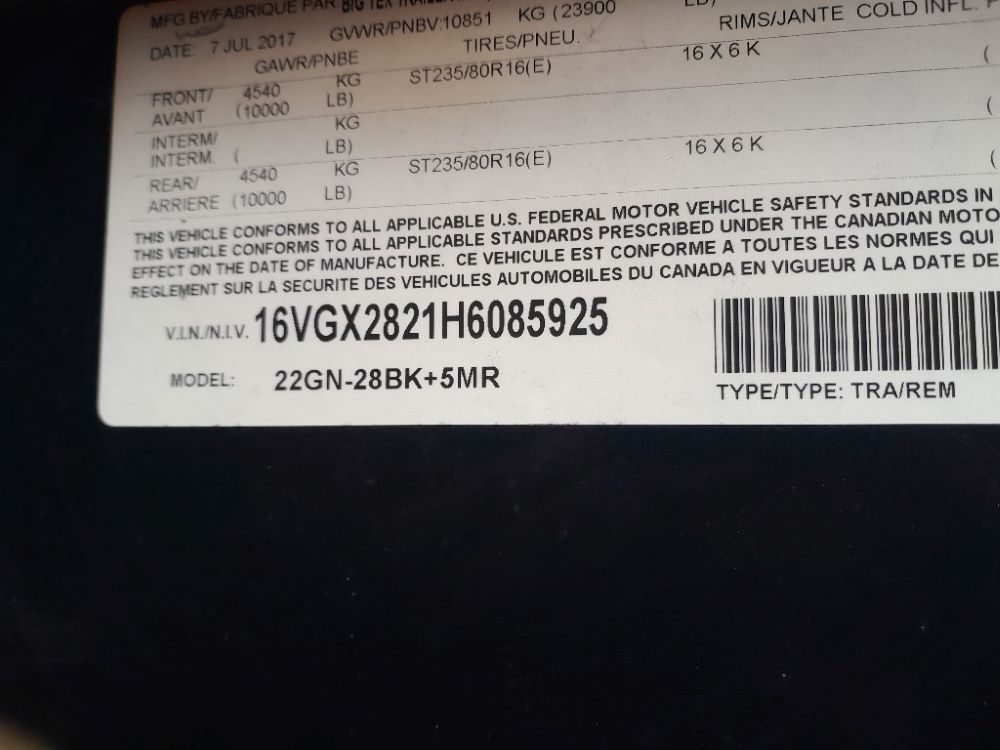 MFG BY/FABRIQUE PAR BIG TEX
DATE: 7 JUL 2017 GVWR/PNBV:10851 KG (23900 LB)
GAWR/PNBE TIRES/PNEU. RIMS/JANTE COLD INFL.
FRONT/ 4540 KG ST235/80R16(E) 16 X 6 K
AVANT (10000 LB) (
INTERM/ KG
INTERM. ( LB) (
REAR/ 4540 KG ST235/80R16(E) 16 X 6 K
ARRIERE (10000 LB) (
THIS VEHICLE CONFORMS TO ALL APPLICABLE U.S. FEDERAL MOTOR VEHICLE SAFETY STANDARDS IN
THIS VEHICLE CONFORMS TO ALL APPLICABLE STANDARDS PRESCRIBED UNDER THE CANADIAN MOTO
EFFECT ON THE DATE OF MANUFACTURE. CE VEHICULE EST CONFORME A TOUTES LES NORMES QUI
REGLEMENT SUR LA SECURITE DES VEHICULES AUTOMOBILES DU CANADA EN VIGUEUR A LA DATE DE
V.I.N./N.I.V. 16VGX2821H6085925
MODEL: 22GN-28BK+5MR
TYPE/TYPE: TRA/REM